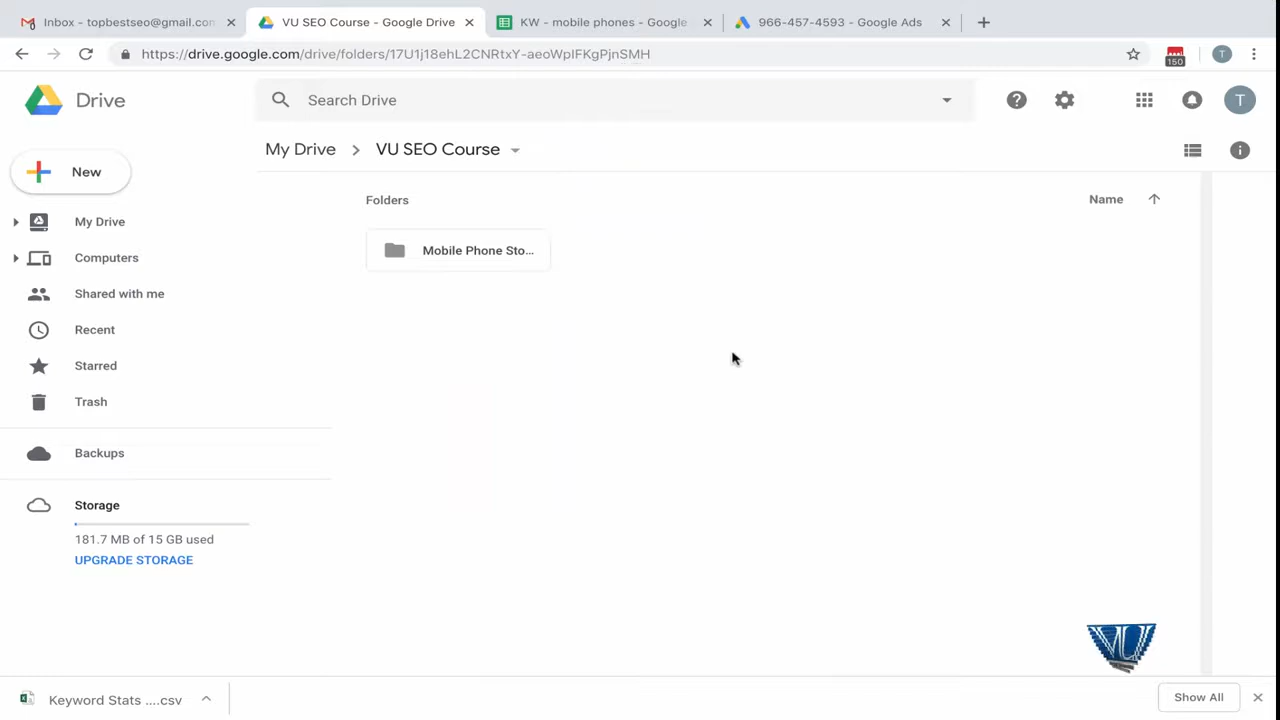 Inbox - topbestseo@gmail.con
VU SEO Course - Google Drive
KW - mobile phones - Google
966-457-4593 - Google Ads
https://drive.google.com/drive/folders/17U1j18ehL2CNRtxY-aeoWpIFKgPjnSMH
150
T
Drive
Search Drive
T
My Drive > VU SEO Course
New
Folders
Name
My Drive
Mobile Phone Sto...
Computers
Shared with me
Recent
Starred
Trash
Backups
Storage
181.7 MB of 15 GB used
UPGRADE STORAGE
VU
Keyword Stats ....csv
Show All